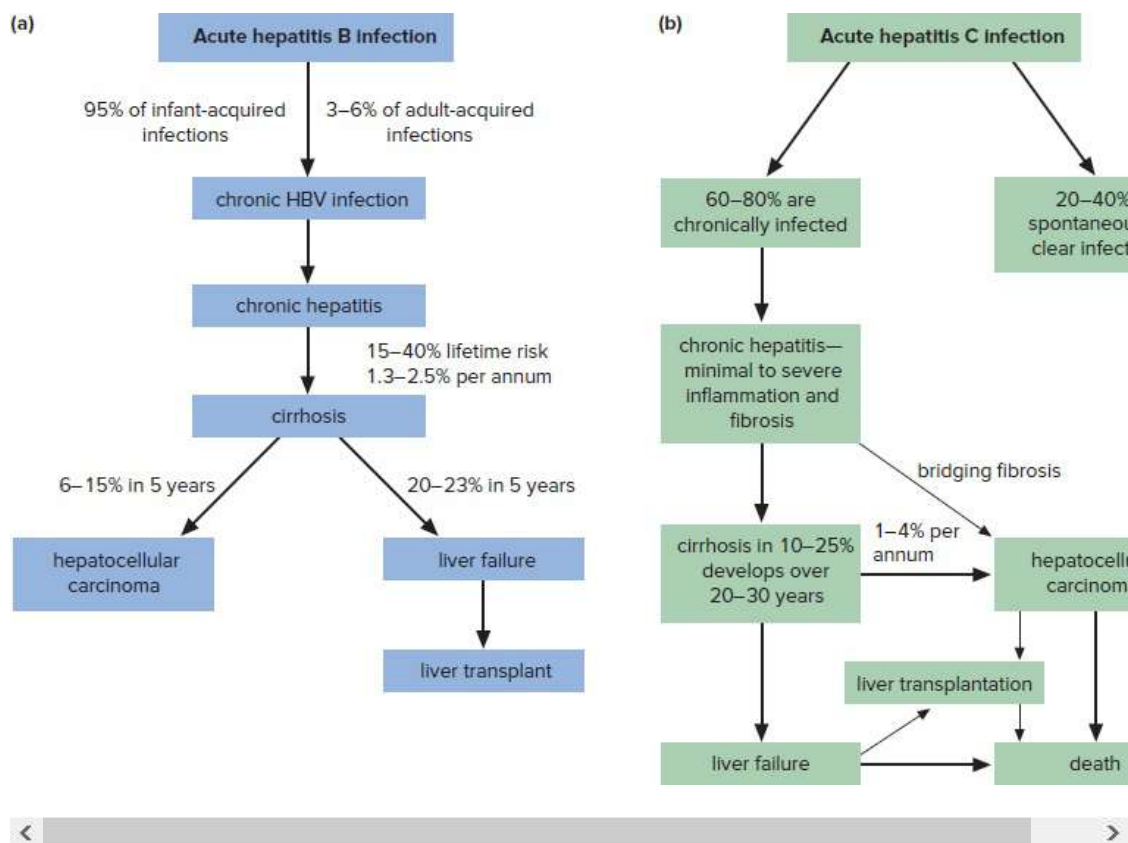 (a)
Acute hepatitis B infection
95% of infant-acquired
infections
3–6% of adult-acquired
infections
chronic HBV infection
chronic hepatitis
15–40% lifetime risk
1.3–2.5% per annum
cirrhosis
6–15% in 5 years
20–23% in 5 years
hepatocellular
carcinoma
liver failure
liver transplant
(b)
Acute hepatitis C infection
60–80% are
chronically infected
20–40%
clear
chronic hepatitis—
minimal to severe
inflammation and
fibrosis
bridging fibrosis
cirrhosis in 10–25%
develops over
20–30 years
1–4% per
annum
liver transplantation
liver failure
death